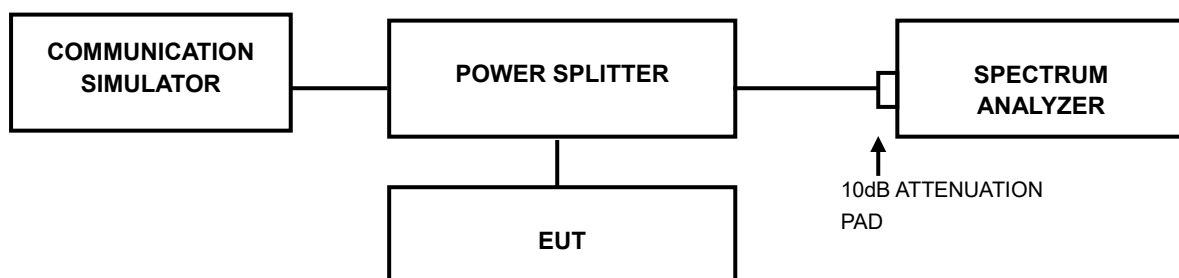 COMMUNICATION
SIMULATOR
POWER SPLITTER
SPECTRUM
ANALYZER
10dB ATTENUATION
PAD
EUT